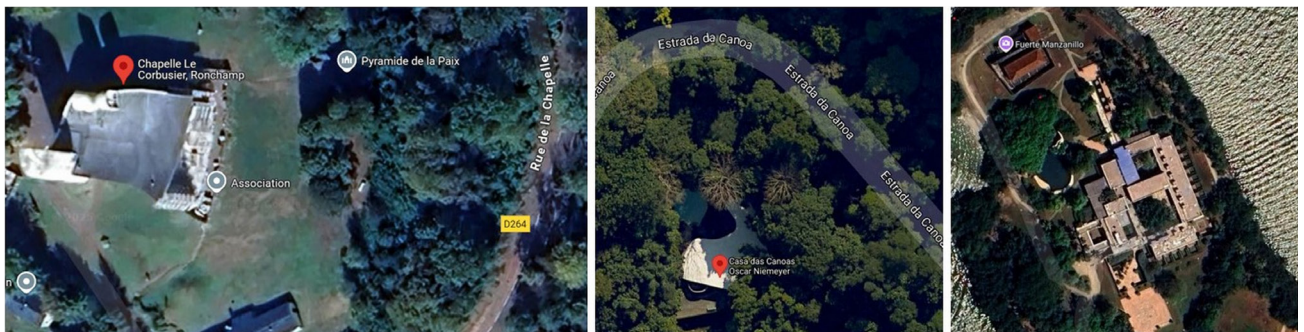 Chapelle Le
Corbusier, Ronchamp
Pyramide de la Paix
Rue de la Chapelle
Association
D264
n
Estrada da Canoa
anoa
Estrada da Canoa
Estrada da Canoa
Casa das Canoas
Oscar Niemeyer
Fuerte Manzanillo